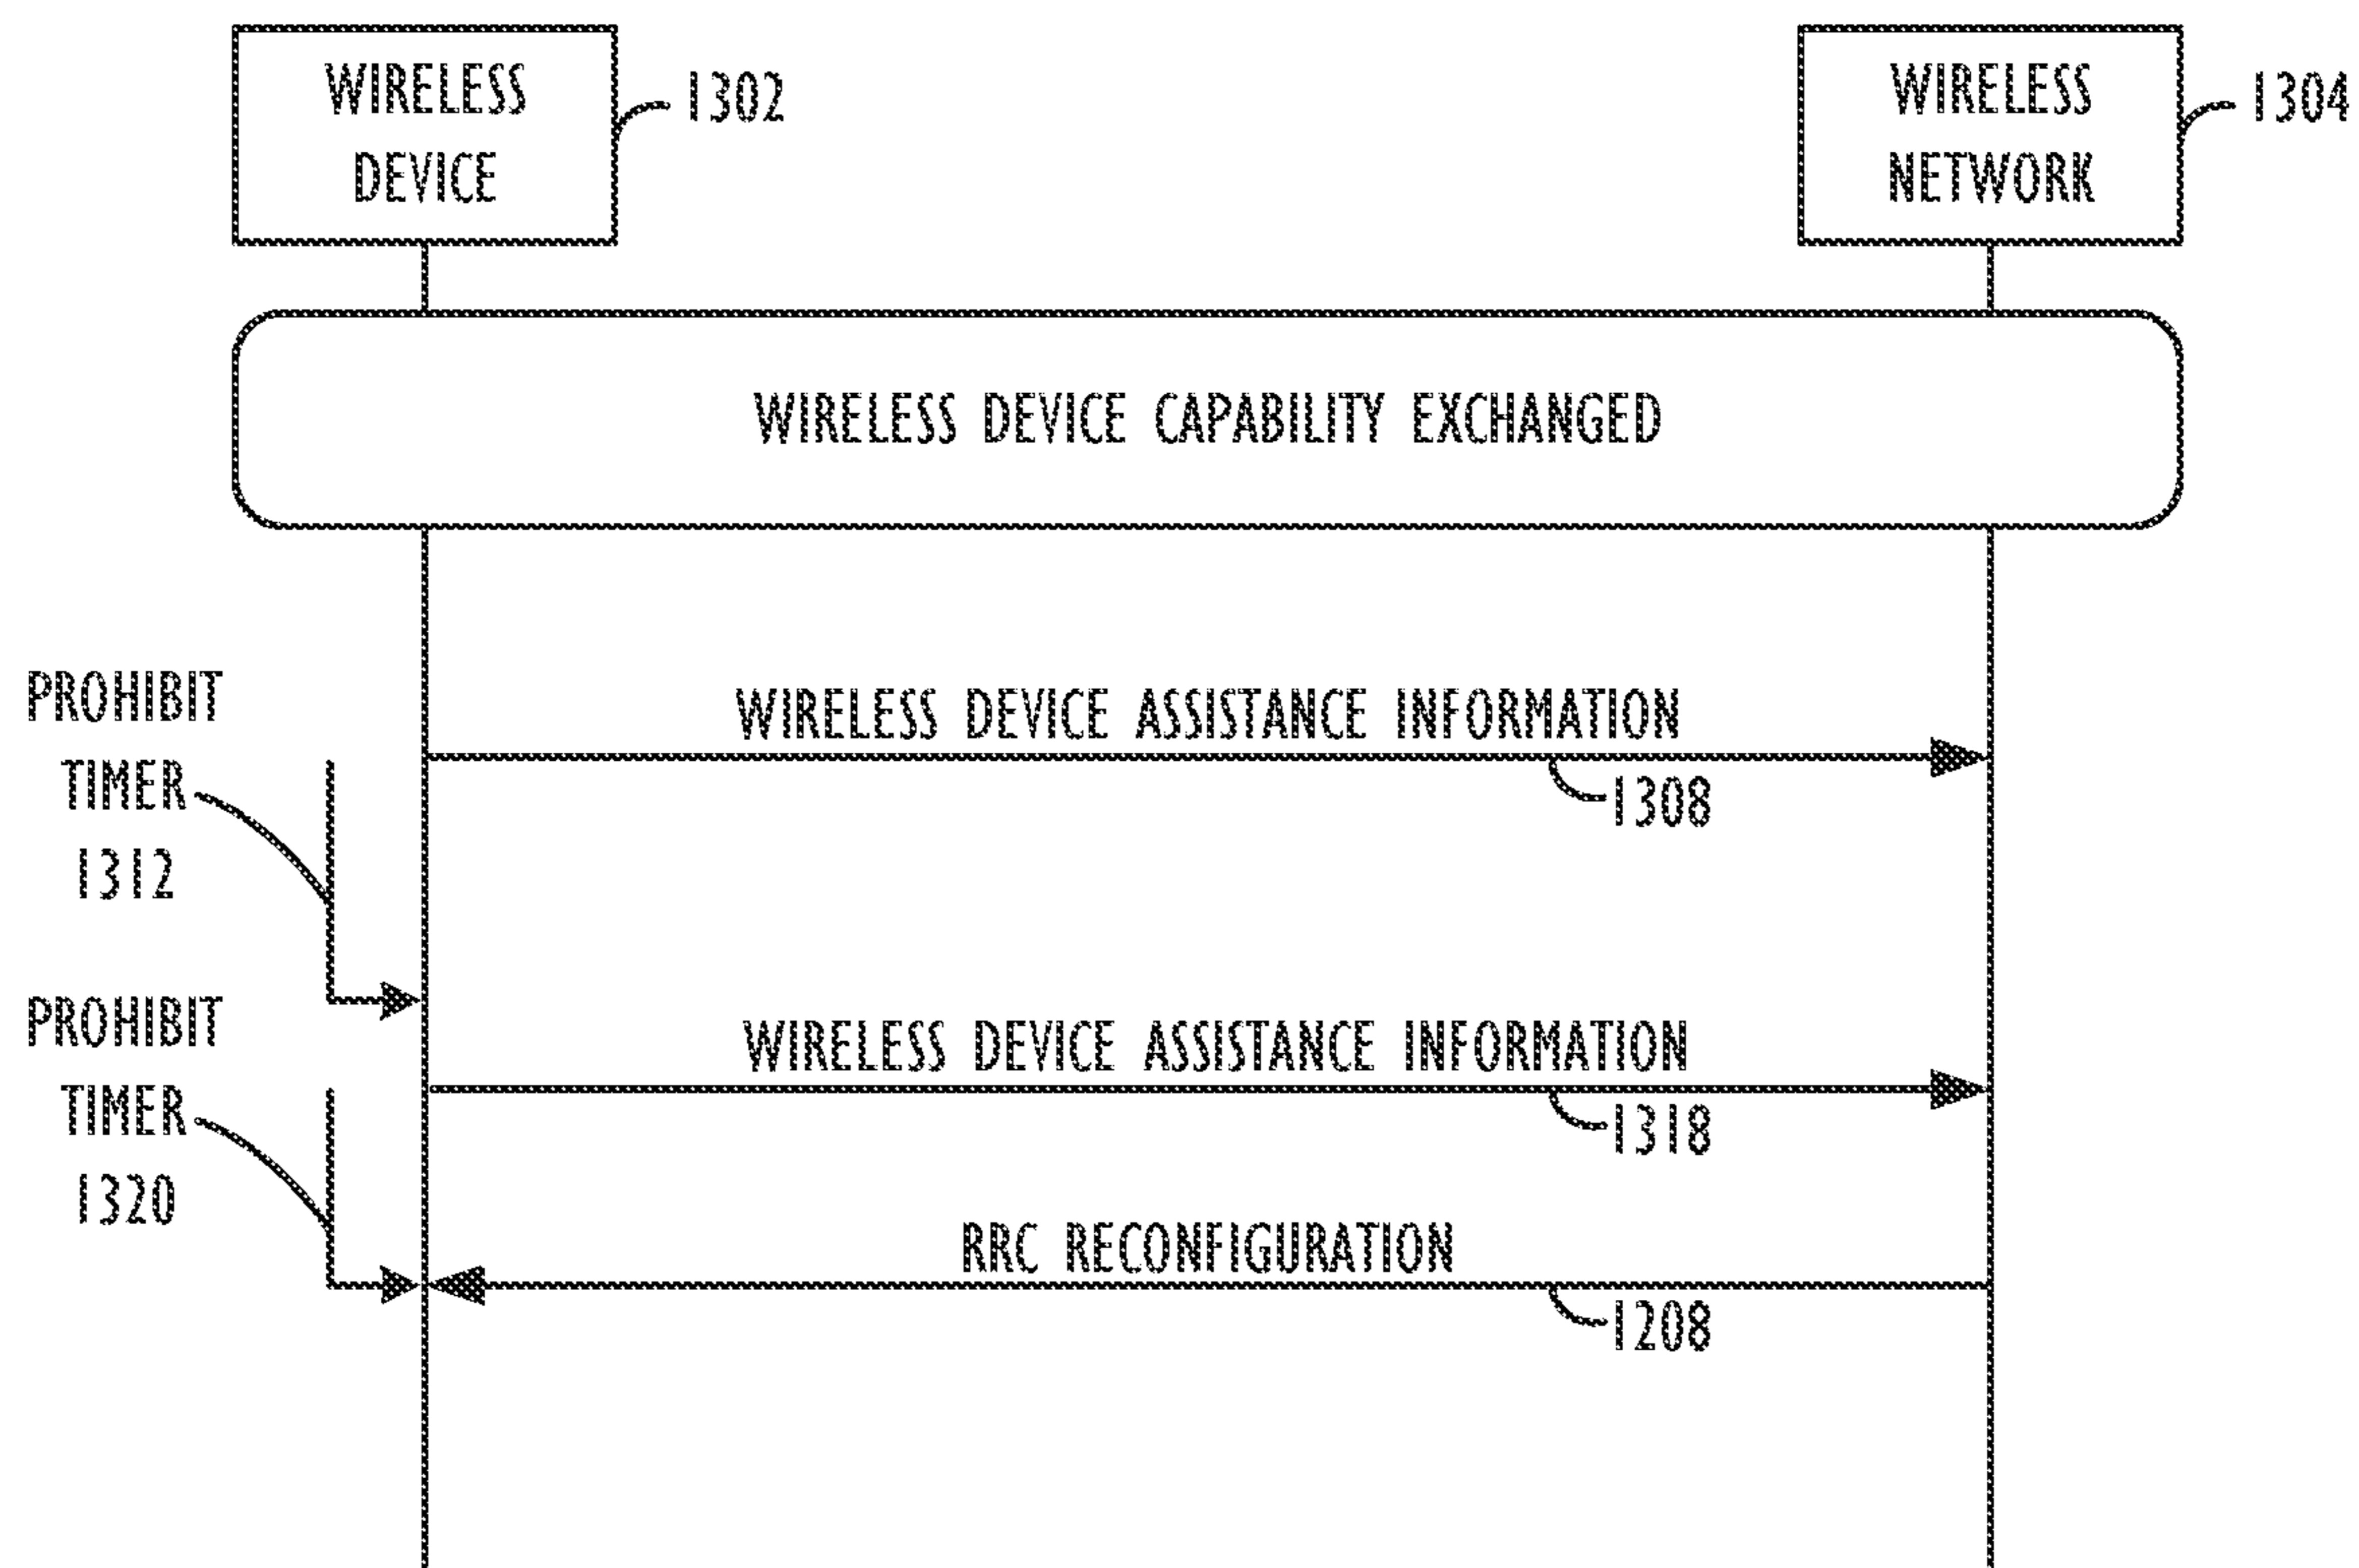 WIRELESS
DEVICE
1302
WIRELESS
NETWORK
1304
WIRELESS DEVICE CAPABILITY EXCHANGED
PROHIBIT
TIMER
1312
WIRELESS DEVICE ASSISTANCE INFORMATION
1308
PROHIBIT
TIMER
1320
WIRELESS DEVICE ASSISTANCE INFORMATION
1318
RRC RECONFIGURATION
1208